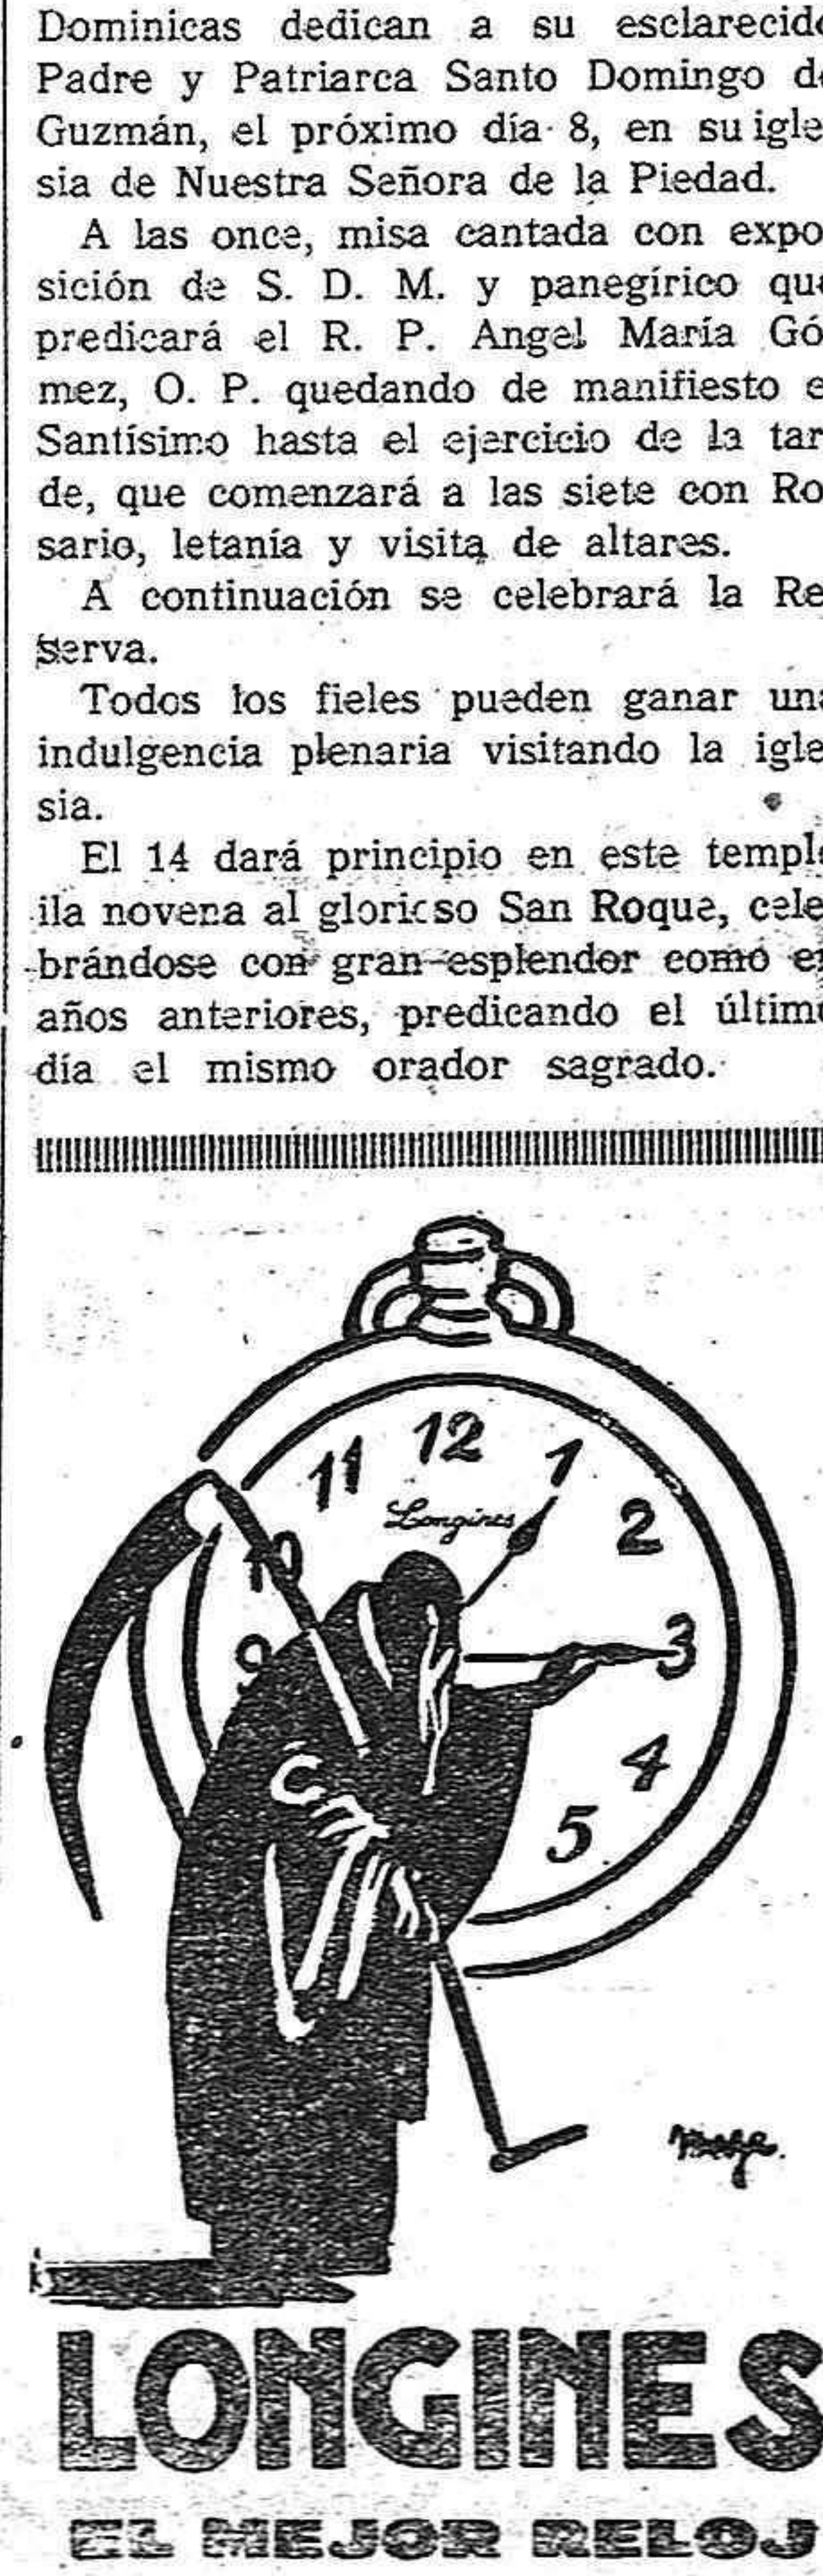 Dominicas dedican a su esclarecido
Padre y Patriarca Santo Domingo de
Guzmán, el próximo día 8, en su igle
sia de Nuestra Señora de la Piedad.
A las once, misa cantada con expo
sición de S. D. M. y panegírico que
predicará el R. P. Angel María Gó
mez, O. P. quedando de manifiesto e
Santísimo hasta el ejercicio de la tar
de, que comenzará a las siete con Ro
sario, letanía y visita de altares.
A continuación se celebrará la Re
serva.
Todos los fieles pueden ganar una
indulgencia plenaria visitando la igle
sia.
El 14 dará principio en este templo
ila novena al glorioso San Roque, cele
brándose con gran esplendor como en
años anteriores, predicando el último
día el mismo orador sagrado.
12
11 1
Longines
10 2
9 3
4
5
LONGINES
EL MEJOR RELOJ